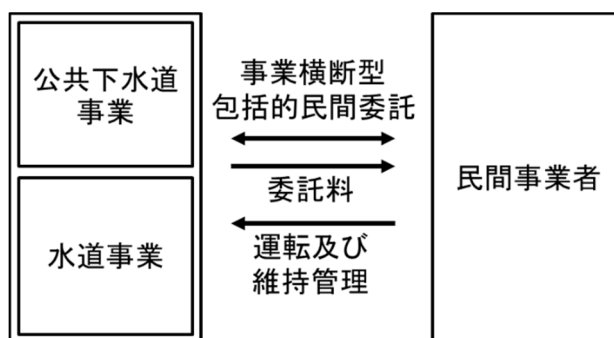 公共下水道
事業
水道事業
事業横断型
包括的民間委託
委託料
運転及び
維持管理
民間事業者